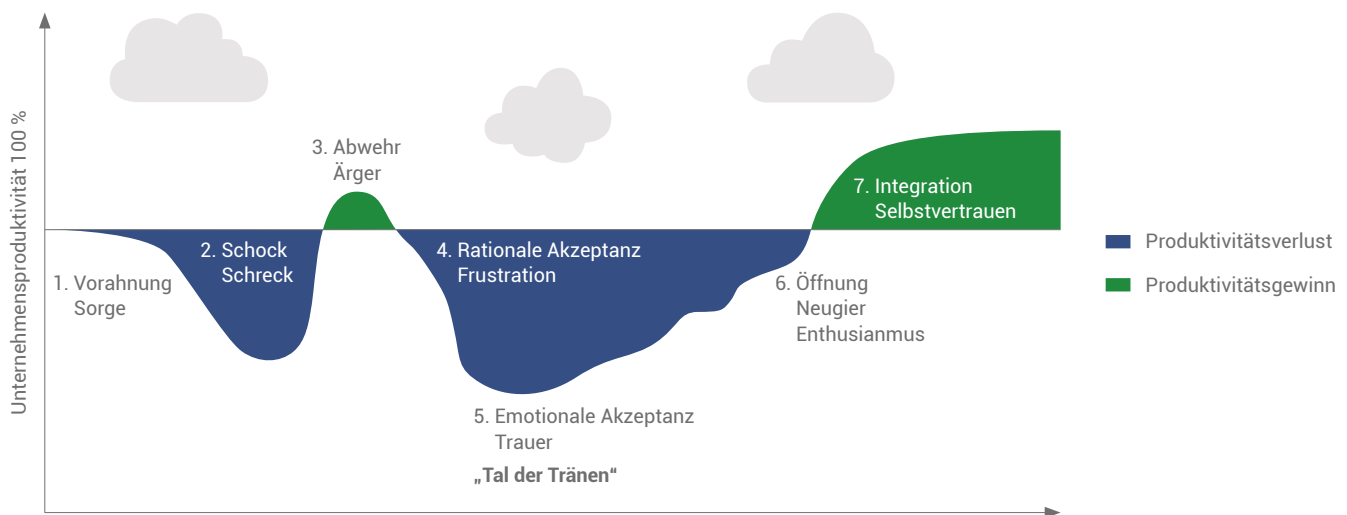 Unternehmensproduktivität 100 %
1. Vorahnung
Sorge
2. Schock
Schreck
3. Abwehr
Ärger
4. Rationale Akzeptanz
Frustration
5. Emotionale Akzeptanz
Trauer
„Tal der Tränen“
6. Öffnung
Neugier
Enthusianmus
7. Integration
Selbstvertrauen
Produktivitätsverlust
Produktivitätsgewinn